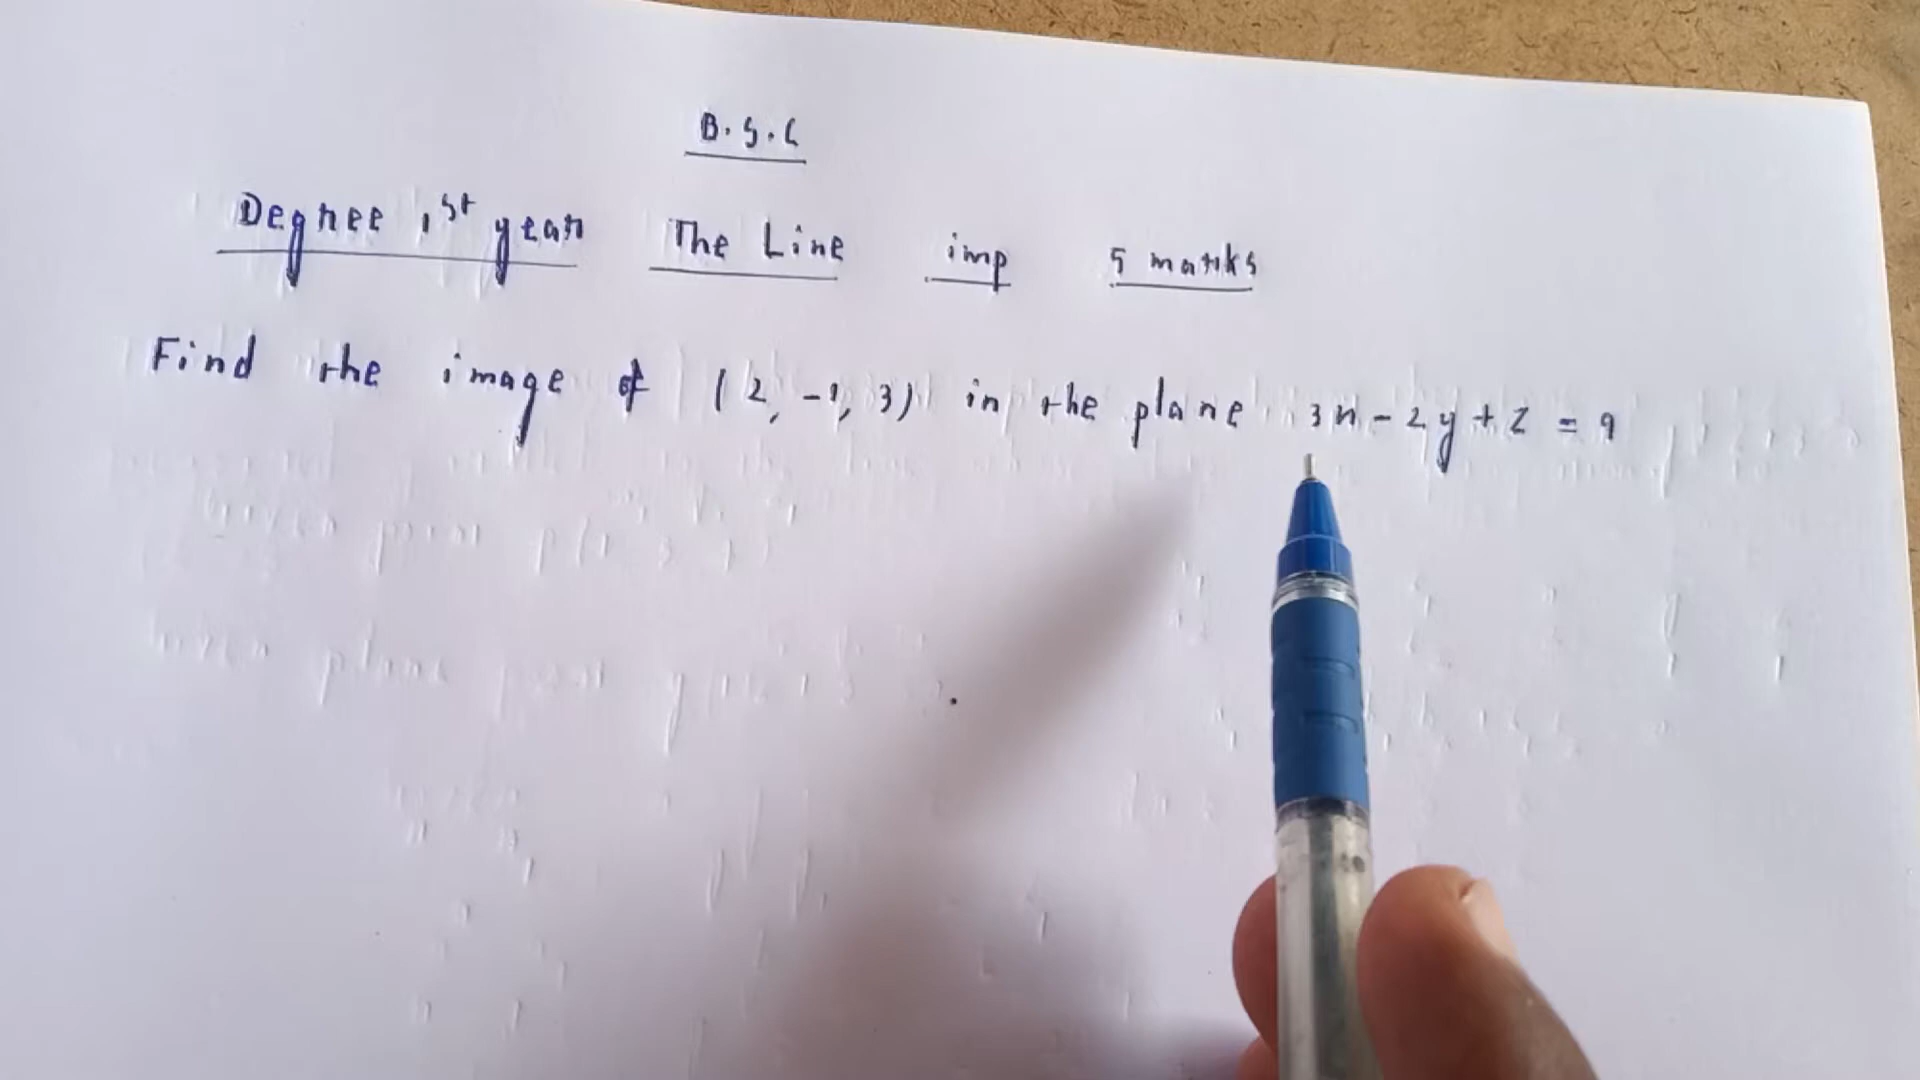 B.S.C
Degree 1st year The Line imp 5 marks
Find the image of (2, -1, 3) in the plane 3x - 2y + z = 9